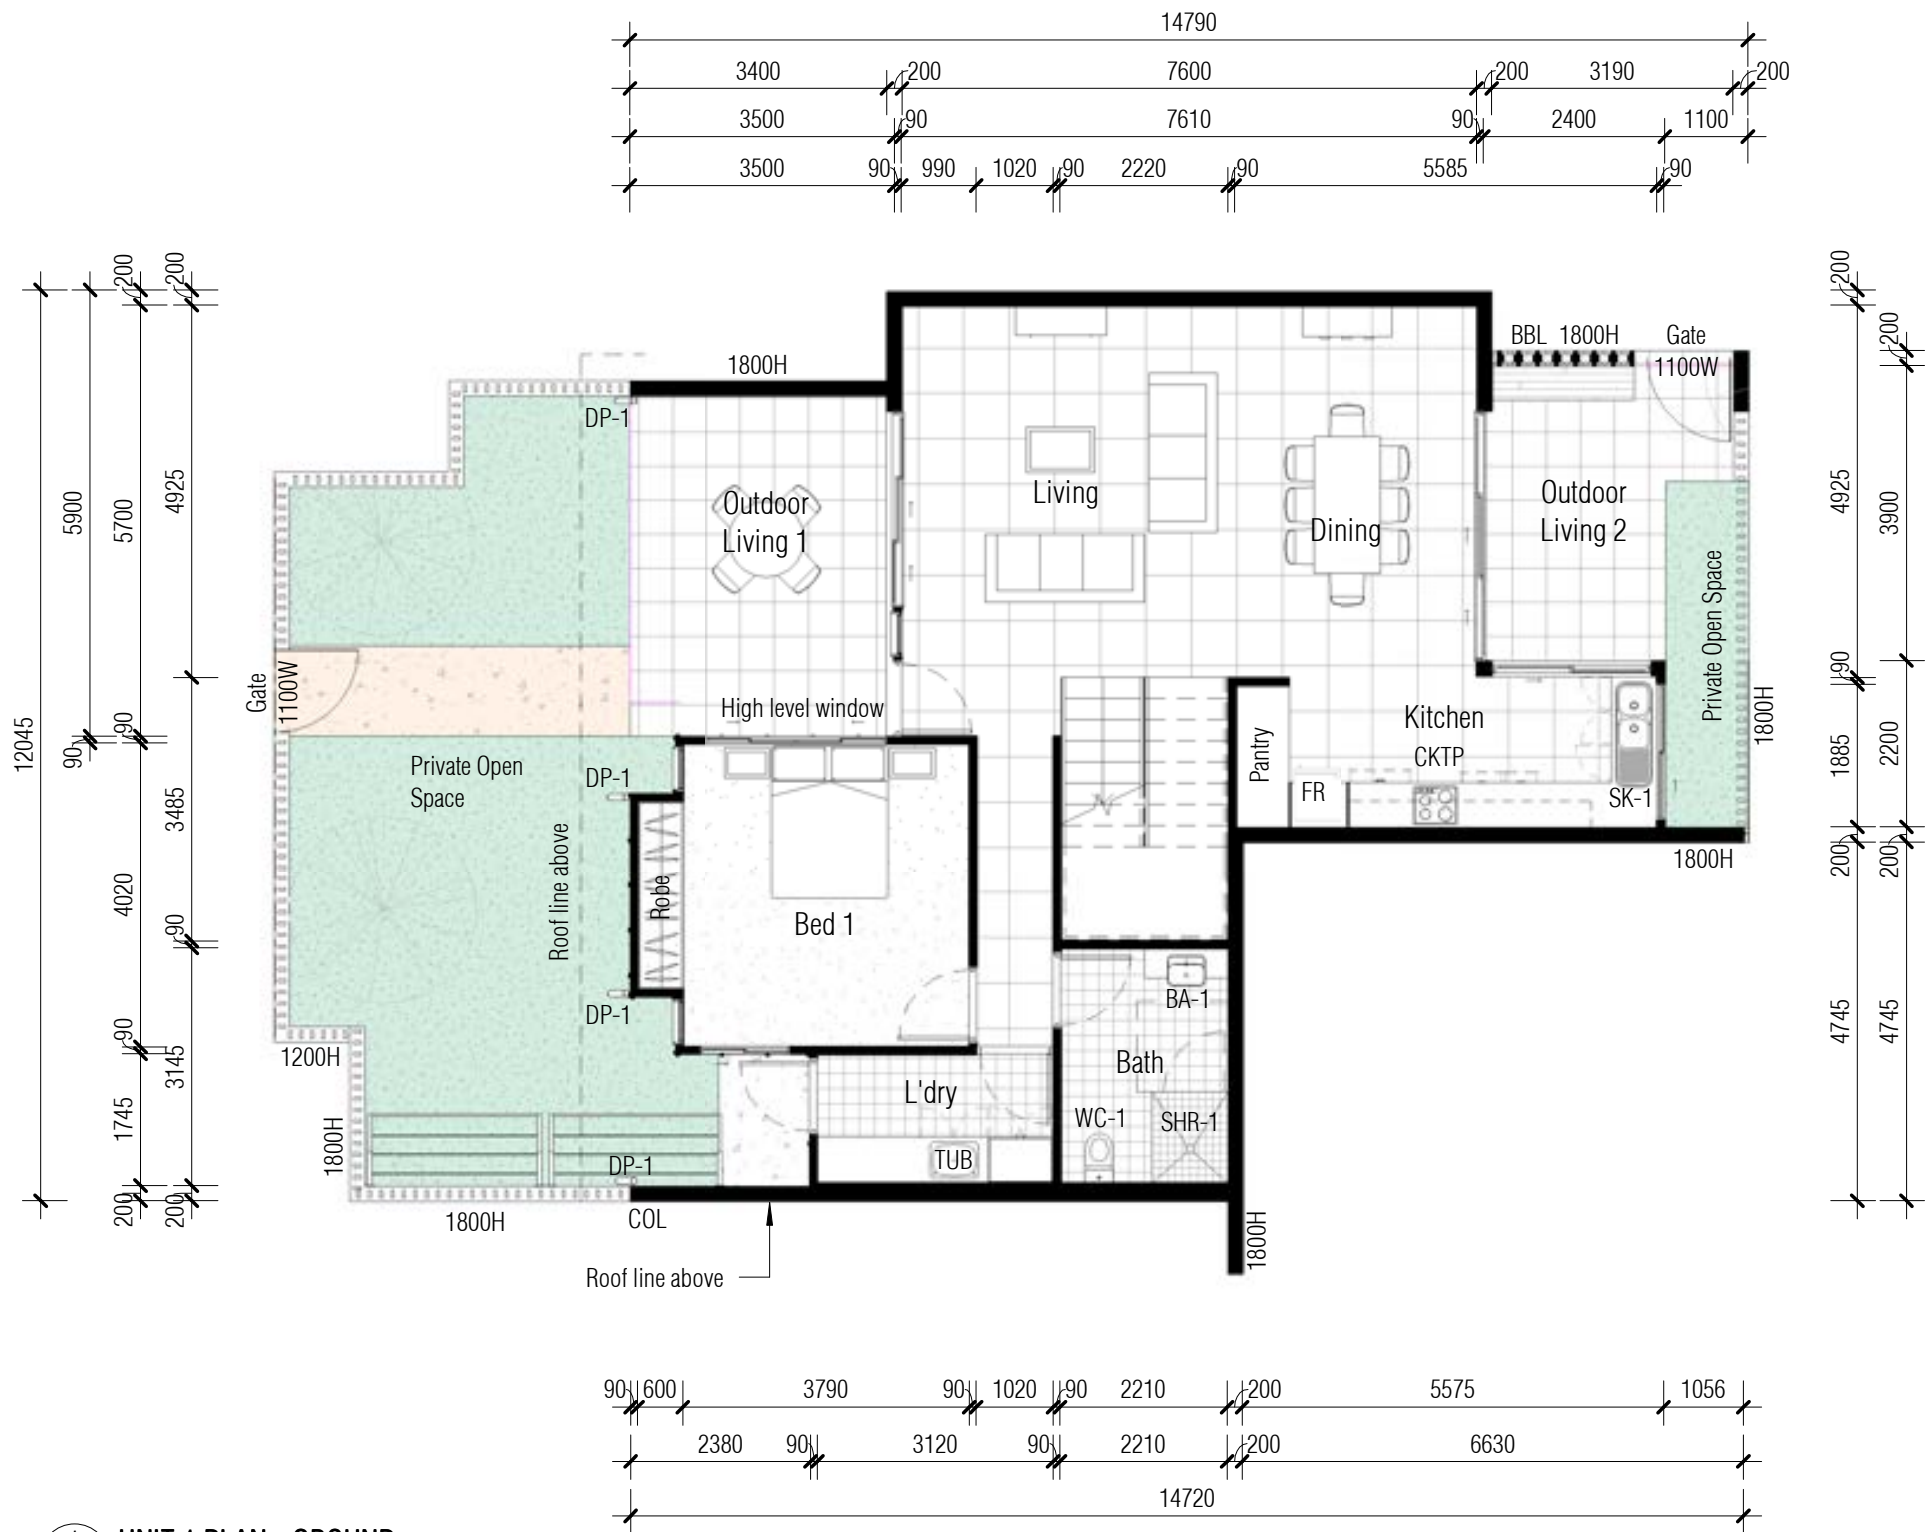 14790
3400 200 7600 200 3190 200
3500 90 7610 90 2400 1100
3500 90 990 1020 90 2220 90 5585 90
12045
5900 90
200 5700 90 4020 90 1745 200
200 4925 3485 90 3145 200
1800H
DP-1
Outdoor
Living 1
Living
Dining
BBL 1800H
Gate
1100W
Outdoor
Living 2
Private Open Space
1800H
Gate
1100W
High level window
Private Open
Space
DP-1
Roof line above
Robe
Bed 1
DP-1
Pantry
Kitchen
CKTP
FR
SK-1
1800H
BA-1
Bath
WC-1
SHR-1
L'dry
TUB
1200H
1800H
DP-1
1800H
COL
Roof line above
1800H
200 4925 90 1885 200 4745
200 3900 2200 200 4745
90 600 3790 90 1020 90 2210 200 5575 1056
2380 90 3120 90 2210 200 6630
14720